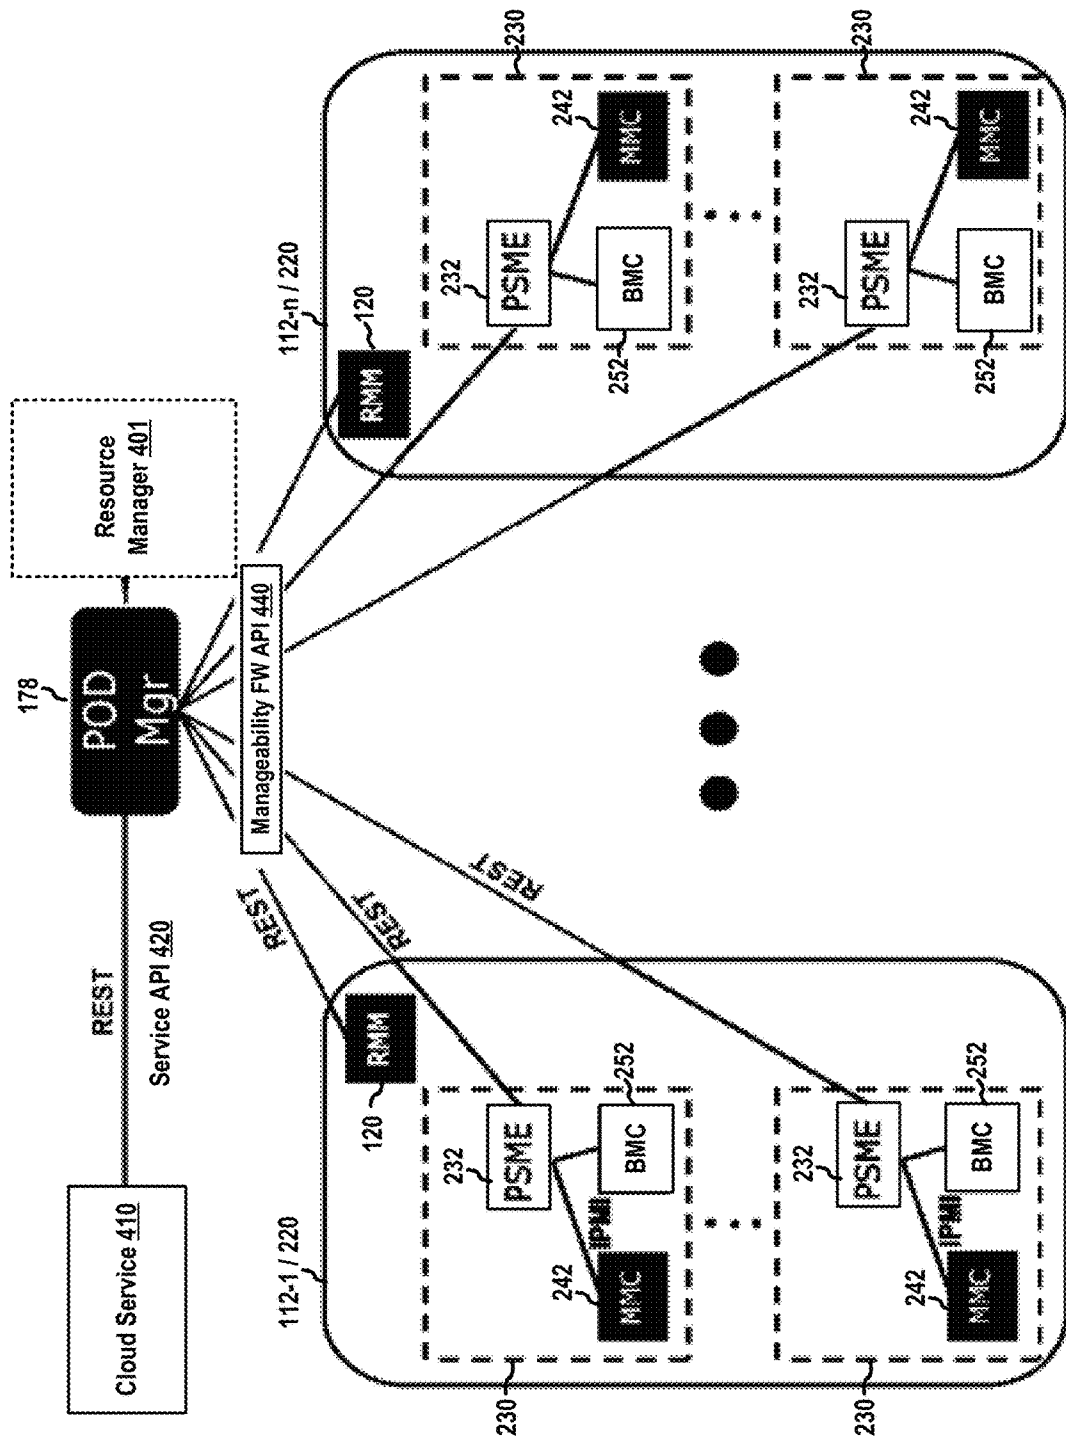 Cloud Service 410
REST
Service API 420
178
POD
Mgr
Resource
Manager 401
Manageability FW API 440
REST
REST
REST
112-1 / 220
120
RMM
230
232
PSME
242
MMC
IPMI
BMC
252
230
232
PSME
242
MMC
IPMI
BMC
252
112-n / 220
120
RMM
230
232
PSME
242
MMC
BMC
252
230
232
PSME
242
MMC
BMC
252